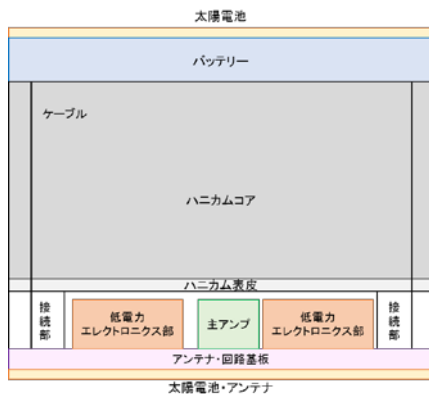 太陽電池
バッテリー
ケーブル
ハニカムコア
ハニカム表皮
接続部
低電力
エレクトロニクス部
主アンプ
低電力
エレクトロニクス部
接続部
アンテナ・回路基板
太陽電池・アンテナ